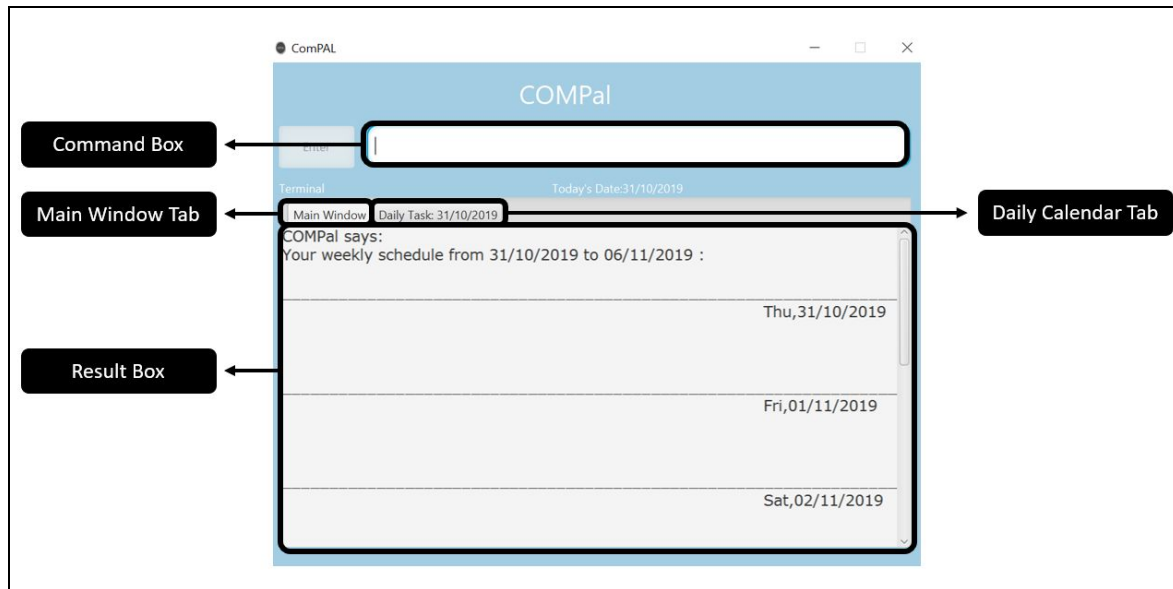 ComPAL
COMPal
Command Box
Enter
Terminal
Today's Date:31/10/2019
Main Window Tab
Main Window
Daily Task: 31/10/2019
Daily Calendar Tab
COMPal says:
Your weekly schedule from 31/10/2019 to 06/11/2019 :
Thu,31/10/2019
Result Box
Fri,01/11/2019
Sat,02/11/2019